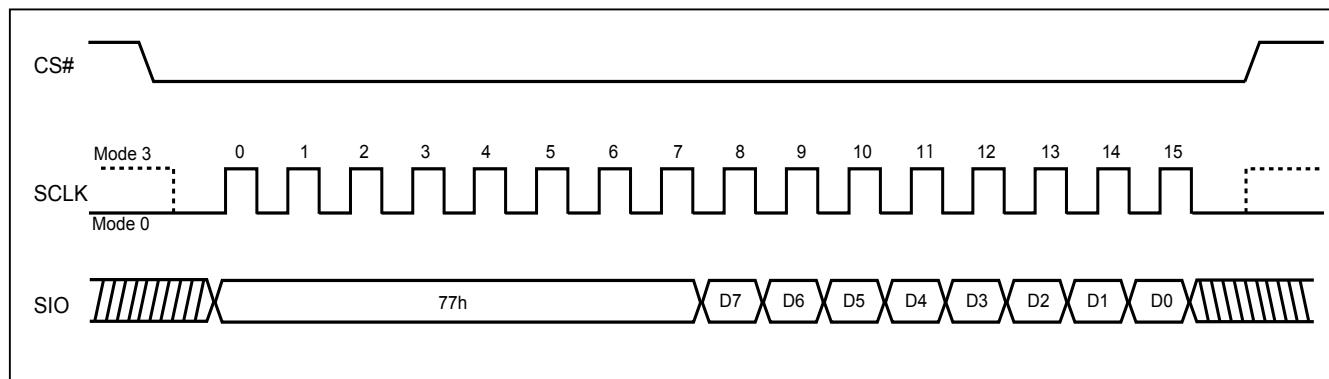 CS#
Mode 3
0 1 2 3 4 5 6 7 8 9 10 11 12 13 14 15
SCLK
Mode 0
SIO
77h D7 D6 D5 D4 D3 D2 D1 D0